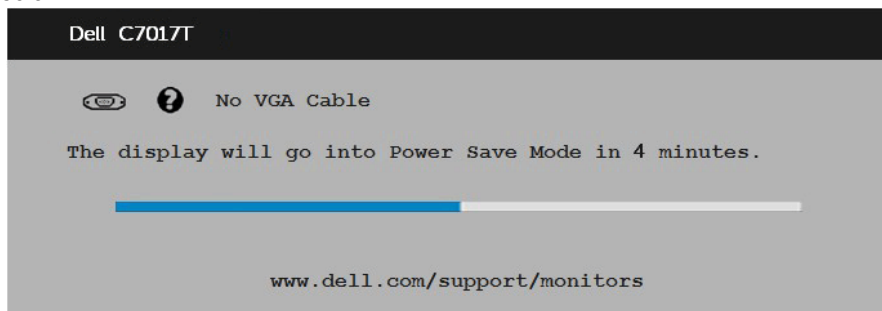 Dell C7017T
? No VGA Cable
The display will go into Power Save Mode in 4 minutes.
www.dell.com/support/monitors